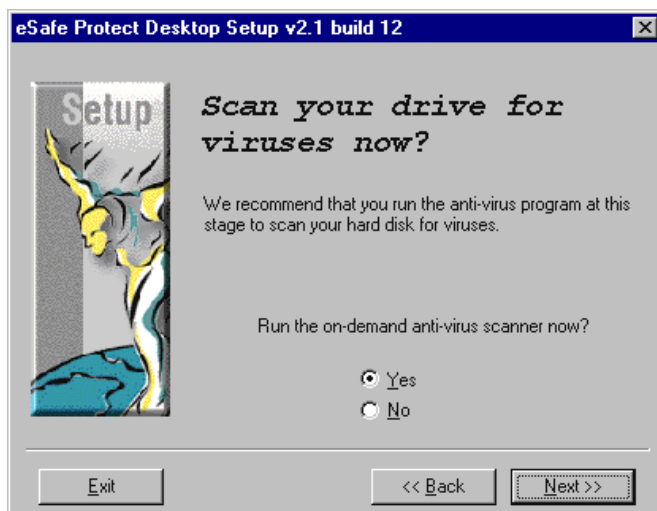 eSafe Protect Desktop Setup v2.1 build 12
Setup
Scan your drive for
viruses now?
We recommend that you run the anti-virus program at this
stage to scan your hard disk for viruses.
Run the on-demand anti-virus scanner now?
Yes
No
Exit
<< Back
Next >>